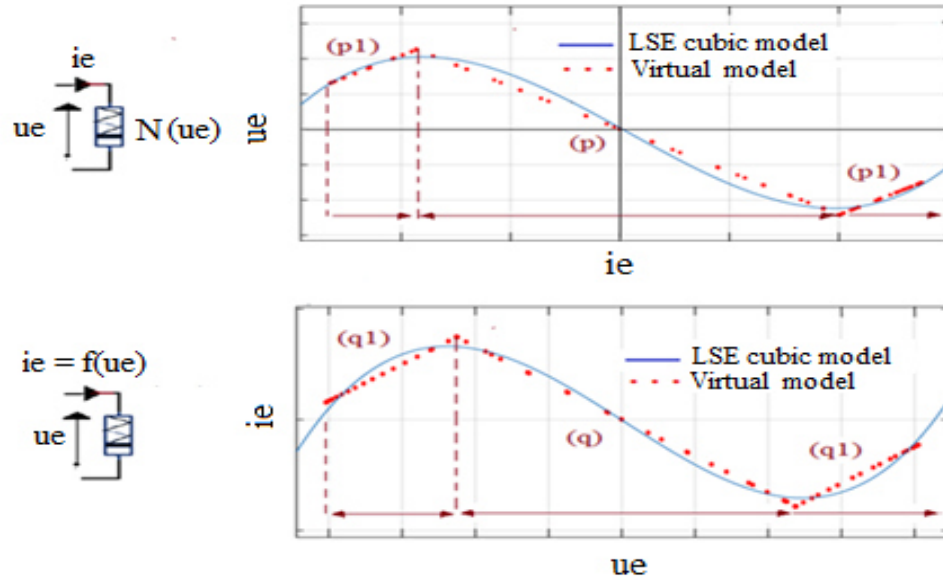 (p1)
LSE cubic model
Virtual model
ie
ue
N (ue)
ue
(p)
(p1)
ie
(q1)
LSE cubic model
Virtual model
ie = f(ue)
ue
ie
(q)
(q1)
ue